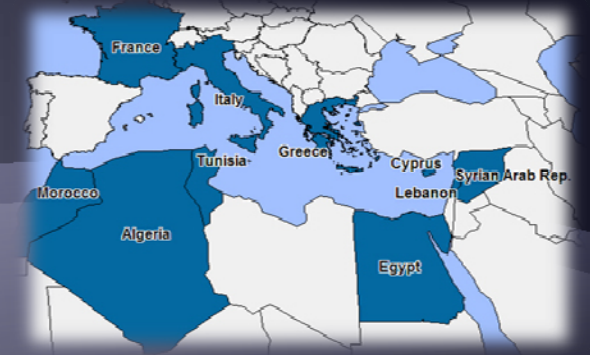 France
Italy
Tunisia
Greece
Cyprus
Syrian Arab Rep.
Morocco
Lebanon
Algeria
Egypt